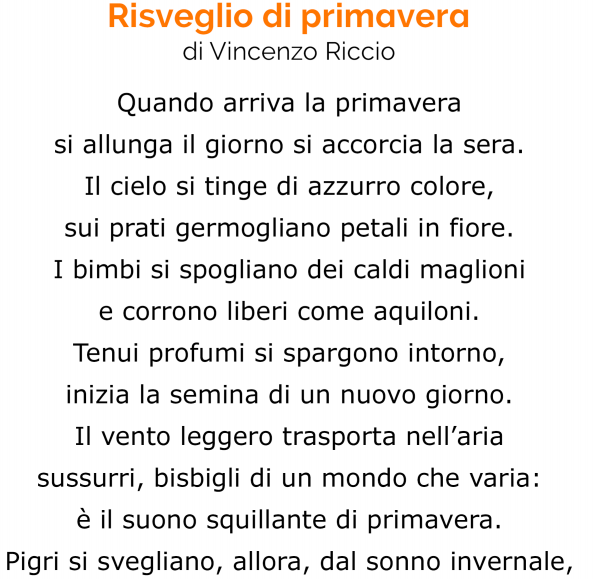 Risveglio di primavera
di Vincenzo Riccio
Quando arriva la primavera
si allunga il giorno si accorcia la sera.
Il cielo si tinge di azzurro colore,
sui prati germogliano petali in fiore.
I bimbi si spogliano dei caldi maglioni
e corrono liberi come aquiloni.
Tenui profumi si spargono intorno,
inizia la semina di un nuovo giorno.
Il vento leggero trasporta nell’aria
sussurri, bisbigli di un mondo che varia:
è il suono squillante di primavera.
Pigri si svegliano, allora, dal sonno invernale,